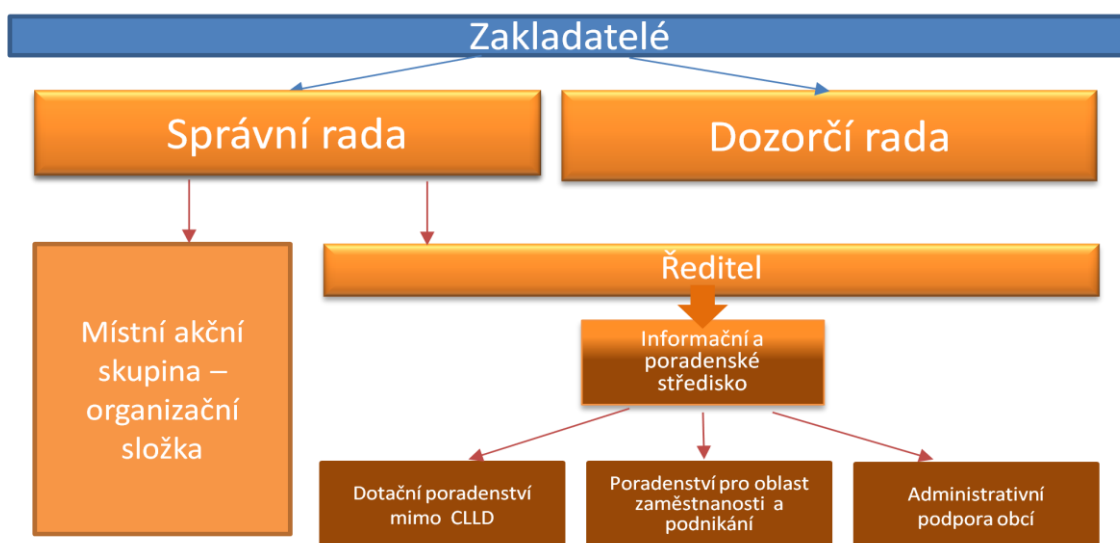 Zakladatelé
Správní rada
Dozorčí rada
Ředitel
Místní akční
skupina –
organizační
složka
Informační a
poradenské
středisko
Dotační poradenství
mimo CLLD
Poradenství pro oblast
zaměstnanosti a
podnikání
Administrativní
podpora obcí